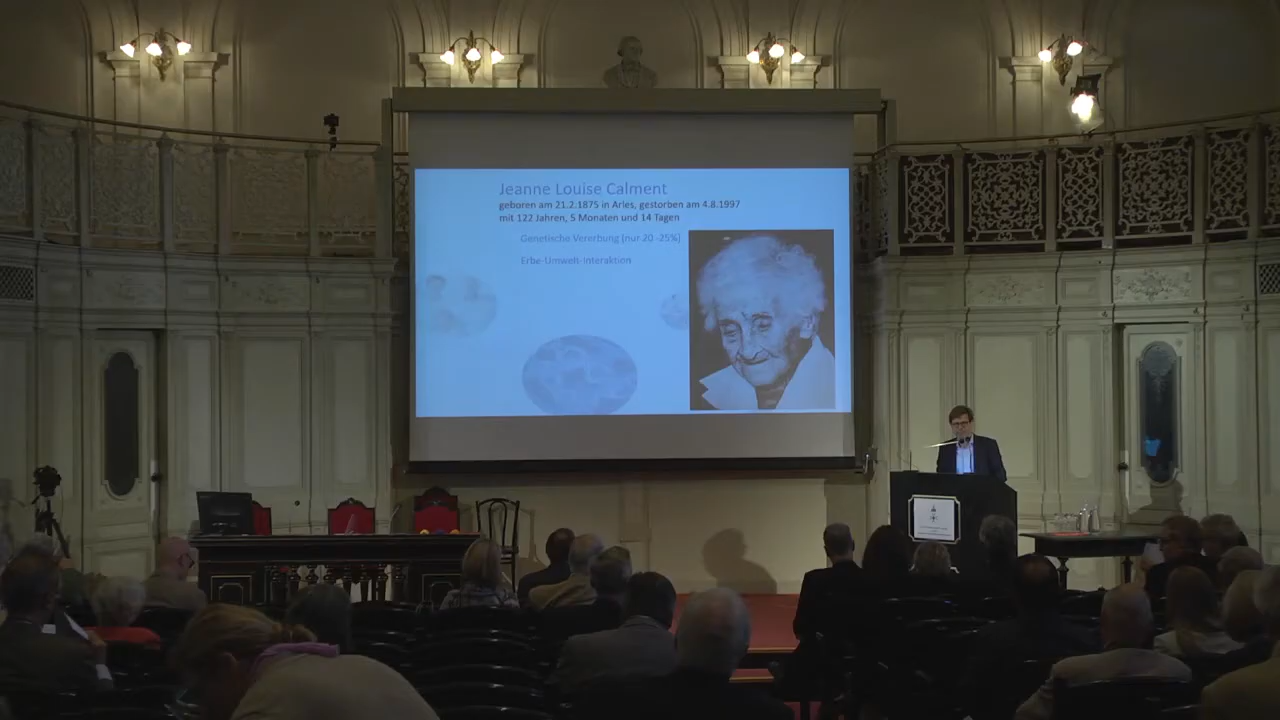 Jeanne Louise Calment
geboren am 21.2.1875 in Arles, gestorben am 4.8.1997
mit 122 Jahren, 5 Monaten und 14 Tagen
Genetische Vererbung [nur 20 -25%]
Erbe-Umwelt-Interaktion